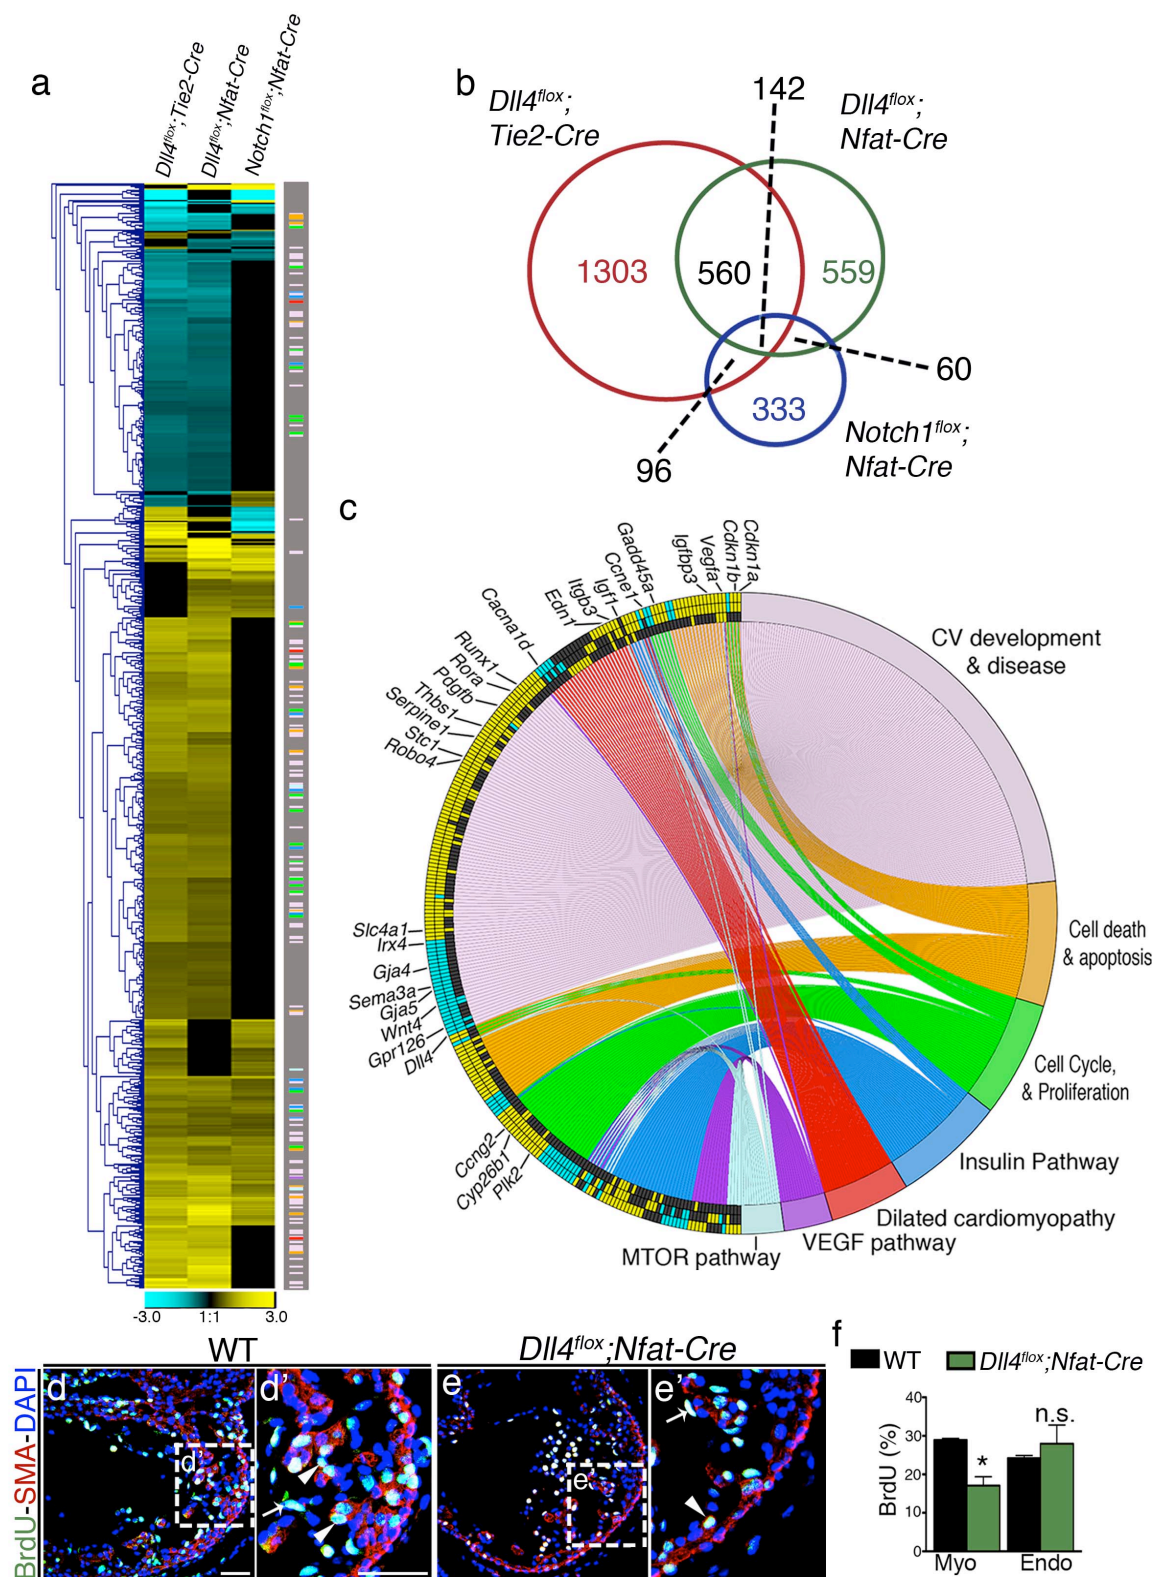 a
Dll4flox;Tie2-Cre
Dll4flox;Nfat-Cre
Notch1flox;Nfat-Cre
-3.0 1:1 3.0
b
Dll4flox;
Tie2-Cre
142
Dll4flox;
Nfat-Cre
1303
560
559
60
333
96
Notch1flox;
Nfat-Cre
c
Cdkn1a
Cdkn1b
Vegfa
Igfbp3
Gadd45a
Ccne1
Igf1
Itgb3
Edn1
Cacna1d
Runx1
Rora
Pdgfb
Thbs1
Serpine1
Stc1
Robo4
Slc4a1
Irx4
Gja4
Sema3a
Gja5
Wnt4
Gpr126
Dll4
Ccng2
Cyp26b1
Plk2
CV development
& disease
Cell death
& apoptosis
Cell Cycle,
& Proliferation
Insulin Pathway
Dilated cardiomyopathy
VEGF pathway
MTOR pathway
WT
Dll4flox;Nfat-Cre
BrdU-SMA-DAPI
d
d'
d'
e
e'
e'
f
WT
Dll4flox;Nfat-Cre
BrdU (%)
40
30
20
10
0
*
n.s.
Myo
Endo